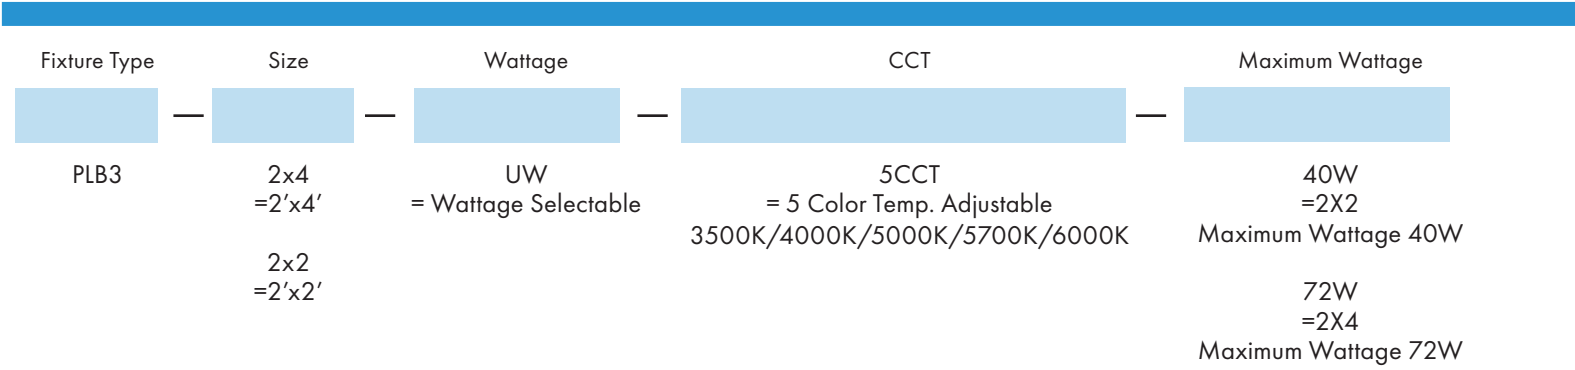 Fixture Type
Size
Wattage
CCT
Maximum Wattage
— — — —
PLB3
2x4
=2’x4’
2x2
=2’x2’
UW
= Wattage Selectable
5CCT
= 5 Color Temp. Adjustable
3500K/4000K/5000K/5700K/6000K
40W
=2X2
Maximum Wattage 40W
72W
=2X4
Maximum Wattage 72W